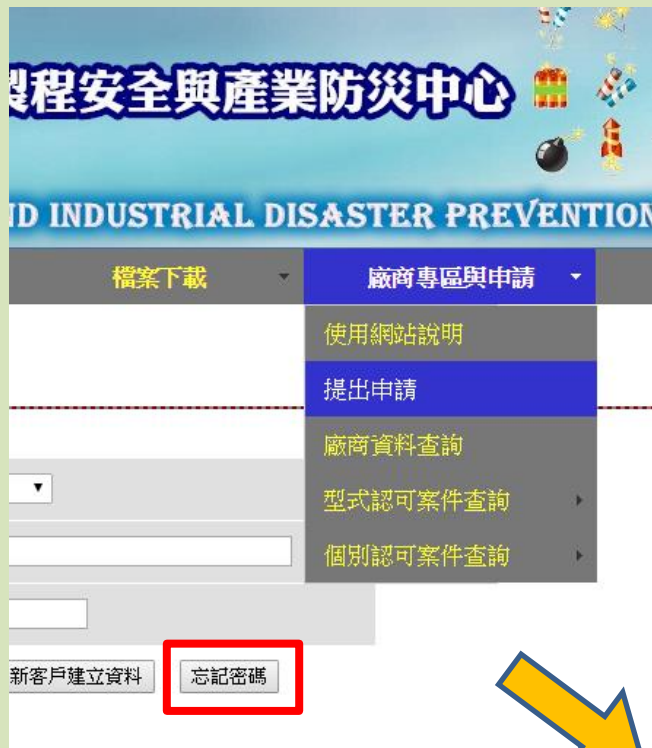 製程安全與產業防災中心
ND INDUSTRIAL DISASTER PREVENTION
檔案下載
廠商專區與申請
使用網站說明
提出申請
廠商資料查詢
型式認可案件查詢
個別認可案件查詢
新客戶建立資料
忘記密碼